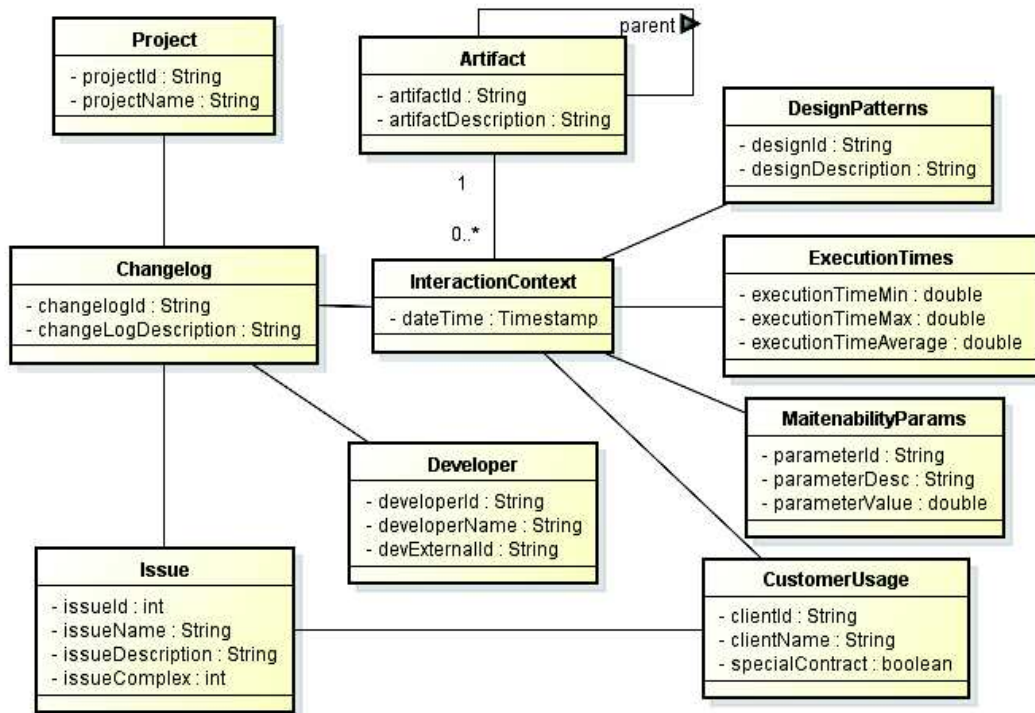 Project
- projectId : String
- projectName : String
parent
Artifact
- artifactId : String
- artifactDescription : String
DesignPatterns
- designId : String
- designDescription : String
1
0..*
Changelog
- changelogId : String
- changeLogDescription : String
InteractionContext
- dateTime : Timestamp
ExecutionTimes
- executionTimeMin : double
- executionTimeMax : double
- executionTimeAverage : double
MaitenabilityParams
- parameterId : String
- parameterDesc : String
- parameterValue : double
Developer
- developerId : String
- developerName : String
- devExternalId : String
Issue
- issueId : int
- issueName : String
- issueDescription : String
- issueComplex : int
CustomerUsage
- clientId : String
- clientName : String
- specialContract : boolean